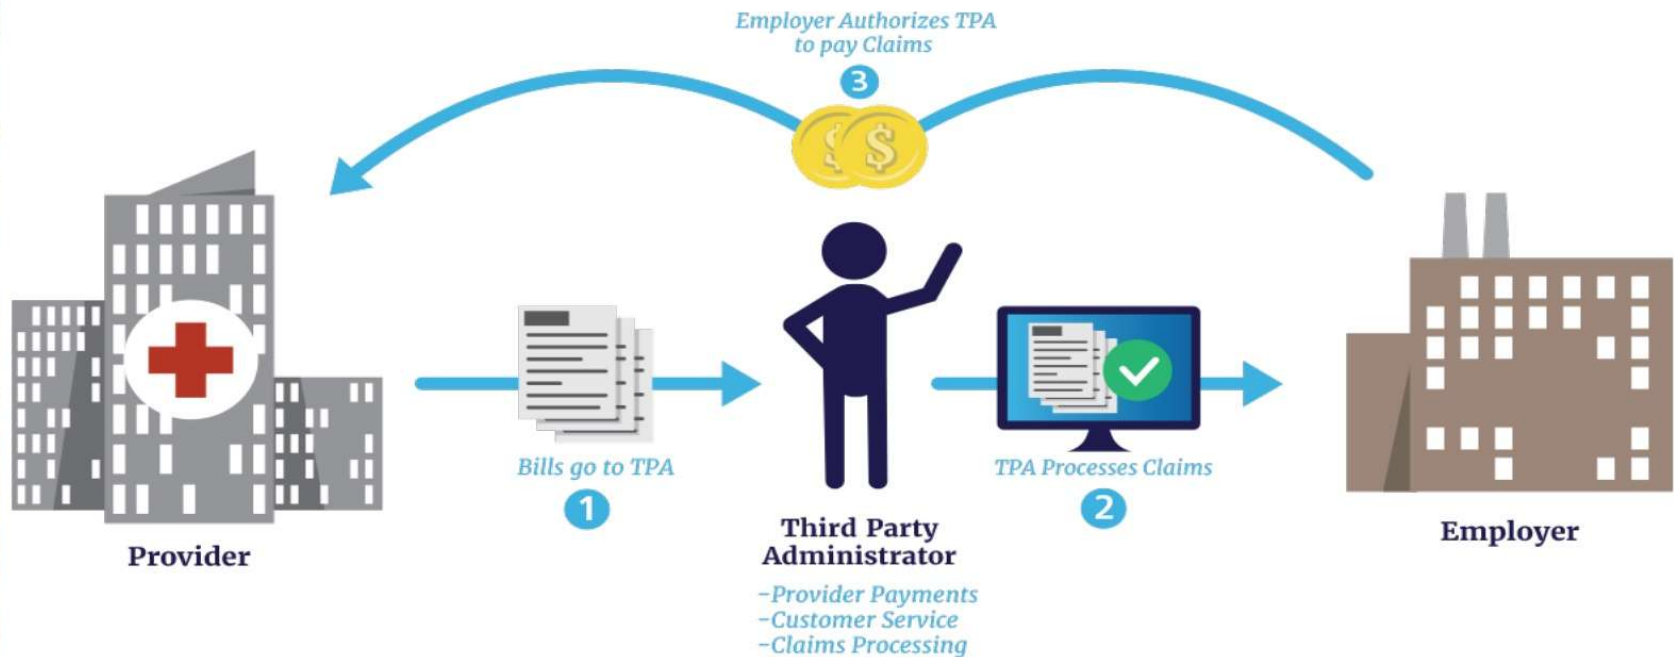 Employer Authorizes TPA
to pay Claims
3
$ $
Bills go to TPA
1
TPA Processes Claims
2
Provider
Third Party
Administrator
-Provider Payments
-Customer Service
-Claims Processing
Employer